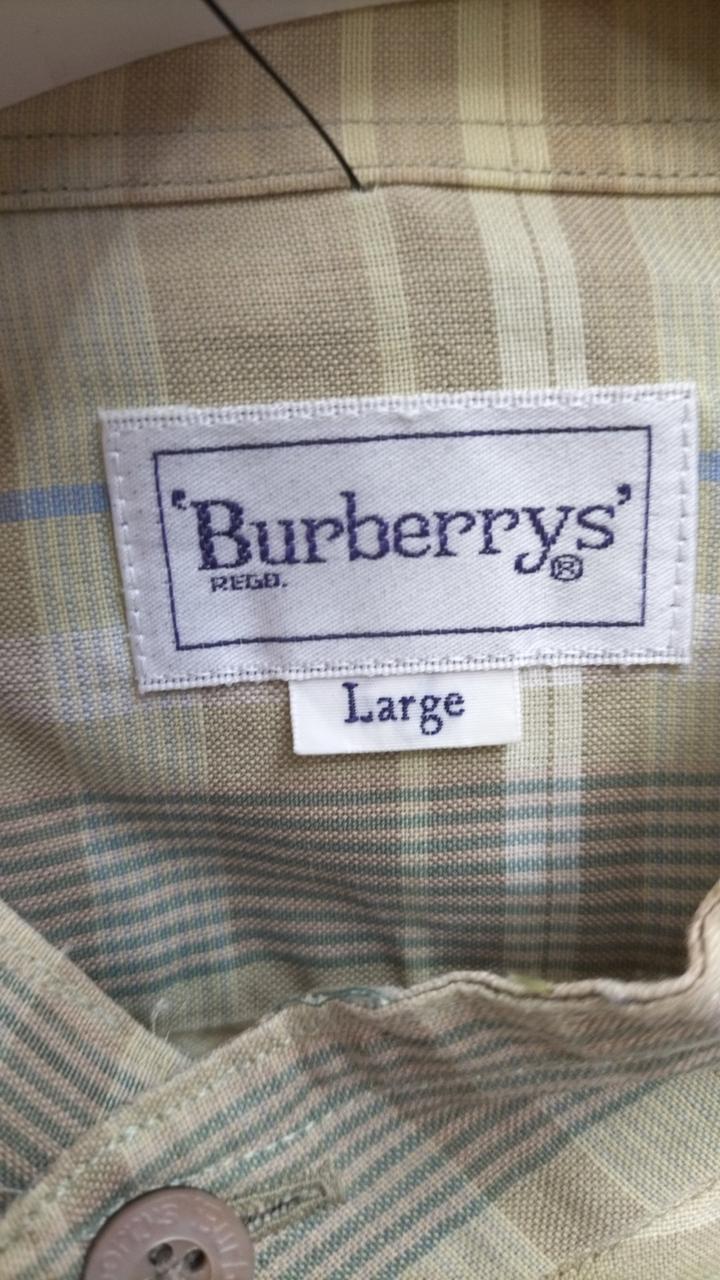 'Burberrys'
REGD. ®
Large